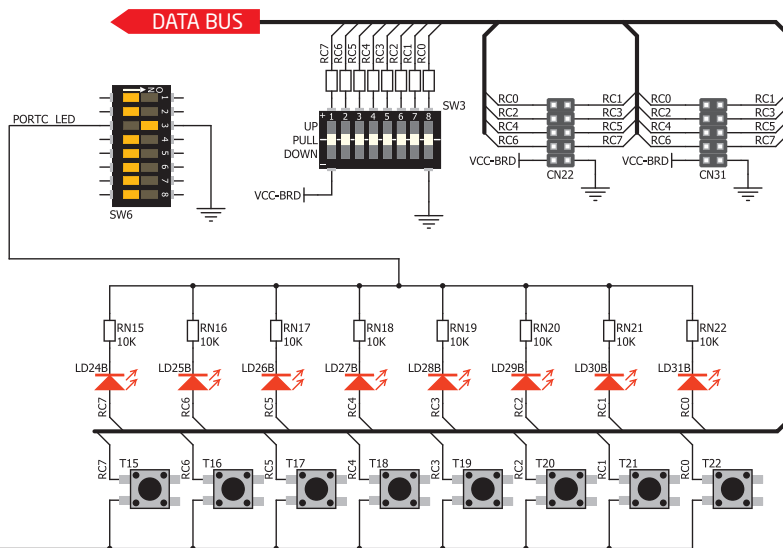 DATA BUS
RC7 RC6 RC5 RC4 RC3 RC2 RC1 RC0
SW3
O N
1 2 3 4 5 6 7 8
PORTC LED
SW6
+ 1 2 3 4 5 6 7 8
UP
PULL
DOWN
_
VCC-BRD
RC0 RC1
RC2 RC3
RC4 RC5
RC6 RC7
VCC-BRD
CN22
RC0 RC1
RC2 RC3
RC4 RC5
RC6 RC7
VCC-BRD
CN31
RN15 RN16 RN17 RN18 RN19 RN20 RN21 RN22
10K 10K 10K 10K 10K 10K 10K 10K
LD24B LD25B LD26B LD27B LD28B LD29B LD30B LD31B
RC7 RC6 RC5 RC4 RC3 RC2 RC1 RC0
RC7 RC6 RC5 RC4 RC3 RC2 RC1 RC0
T15 T16 T17 T18 T19 T20 T21 T22